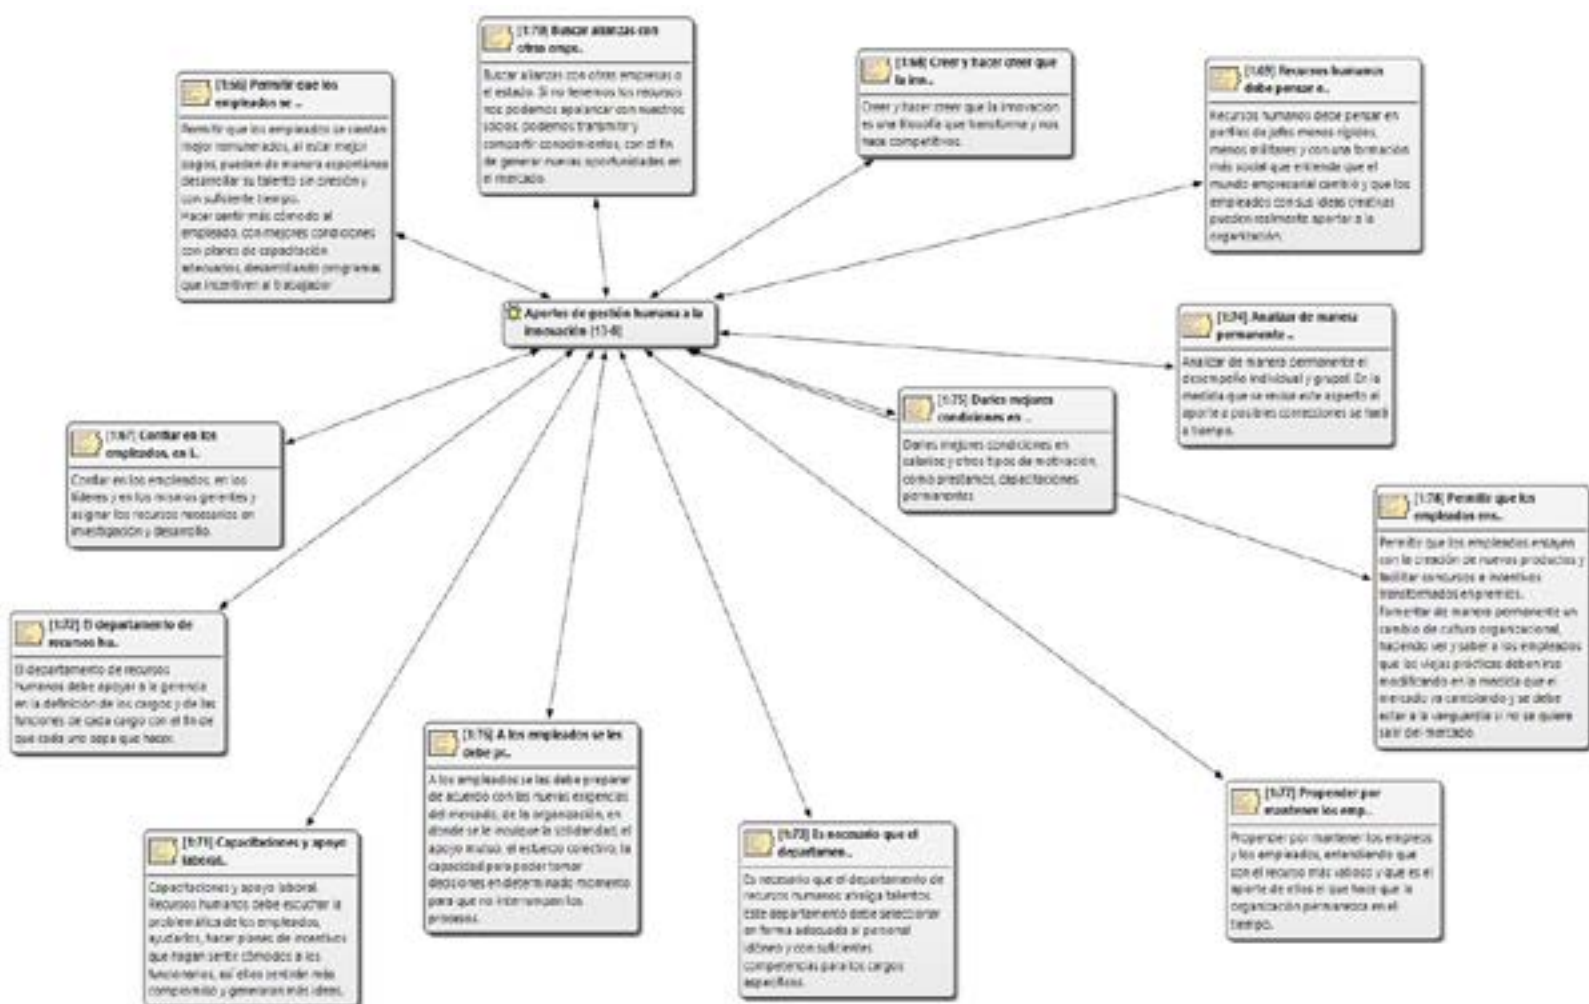 [1:70] Buscar alianzas con
otras empr..
Buscar alianzas con otras empresas o
el estado. Si no tenemos los recursos
nos podemos apalancar con nuestros
socios, podemos transmitir y
compartir conocimientos, con el fin
de generar nuevas oportunidades en
el mercado.
[1:68] Creer y hacer creer que
la inn..
Creer y hacer creer que la innovación
es una filosofía que transforma y nos
hace competitivos.
[1:69] Recursos humanos
debe pensar e..
Recursos humanos debe pensar en
perfiles de jefes menos rígidos,
menos militares y con una formación
más social que entiende que el
mundo empresarial cambió y que los
empleados con sus ideas creativas
pueden realmente aportar a la
organización.
[1:66] Permitir que los
empleados se ..
Permitir que los empleados se sientan
mejor remunerados, al estar mejor
pagos, pueden de manera espontánea
desarrollar su talento sin presión y
con suficiente tiempo.
Hacer sentir más cómodo al
empleado, con mejores condiciones
con planes de capacitación
adecuados, desarrollando programas
que incentiven al trabajador
Aportes de gestión humana a la
innovación {13-0}
[1:74] Analizar de manera
permanente ..
Analizar de manera permanente el
desempeño individual y grupal. En la
medida que se revise este aspecto el
aporte a posibles correcciones se hará
a tiempo.
[1:75] Darles mejores
condiciones en ..
Darles mejores condiciones en
salarios y otros tipos de motivación,
como prestamos, capacitaciones
permanentes
[1:67] Confiar en los
empleados, en l..
Confiar en los empleados, en los
líderes y en los mismos gerentes y
asignar los recursos necesarios en
investigación y desarrollo.
[1:78] Permitir que los
empleados ens..
Permitir que los empleados ensayen
con la creación de nuevos productos y
facilitar concursos e incentivos
transformados en premios.
Fomentar de manera permanente un
cambio de cultura organizacional,
haciendo ver y saber a los empleados
que las viejas prácticas deben irse
modificando en la medida que el
mercado va cambiando y se debe
estar a la vanguardia si no se quiere
salir del mercado.
[1:72] El departamento de
recursos hu..
El departamento de recursos
humanos debe apoyar a la gerencia
en la definición de los cargos y de las
funciones de cada cargo con el fin de
que cada uno sepa que hacer.
[1:76] A los empleados se les
debe pr..
A los empleados se les debe preparar
de acuerdo con las nuevas exigencias
del mercado, de la organización, en
donde se le inculque la solidaridad, el
apoyo mutuo, el esfuerzo colectivo, la
capacidad para poder tomar
decisiones en determinado momento
para que no interrumpan los
procesos.
[1:77] Propender por
mantener los emp..
Propender por mantener los empleos
y los empleados, entendiendo que
son el recurso más valioso y que es el
aporte de ellos el que hace que la
organización permanezca en el
tiempo.
[1:71] Capacitaciones y apoyo
laboral..
Capacitaciones y apoyo laboral.
Recursos humanos debe escuchar la
problemática de los empleados,
ayudarlos, hacer planes de incentivos
que hagan sentir cómodos a los
funcionarios, así ellos sentirán más
compromiso y generaran más ideas.
[1:73] Es necesario que el
departamen..
Es necesario que el departamento de
recursos humanos atraiga talentos.
Este departamento debe seleccionar
en forma adecuada al personal
idóneo y con suficientes
competencias para los cargos
específicos.